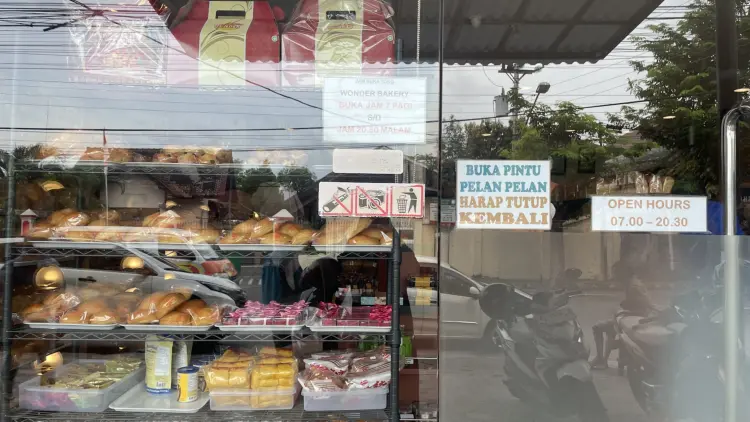 WONDER BAKERY
BUKA JAM 7 PAGI
S/D
JAM 20.30 MALAM
BUKA PINTU
PELAN PELAN
HARAP TUTUP
KEMBALI
OPEN HOURS
07.00 – 20.30